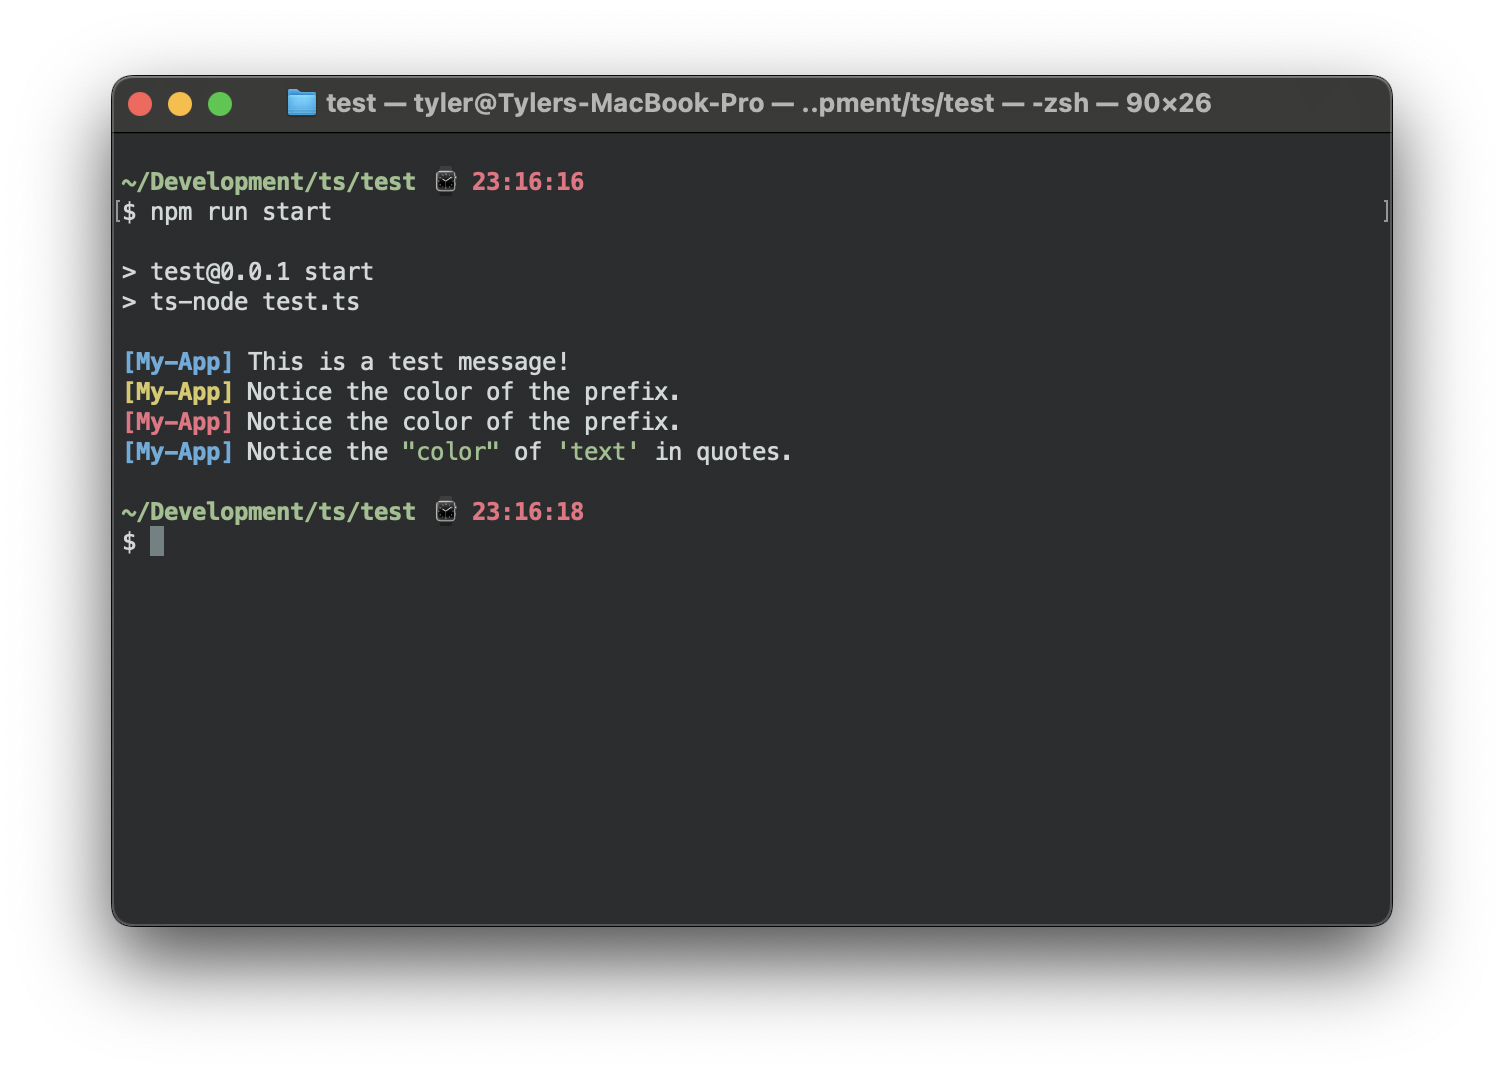 test — tyler@Tylers-MacBook-Pro — ..pment/ts/test — -zsh — 90×26
~/Development/ts/test ⌚ 23:16:16
[$ npm run start ]
> test@0.0.1 start
> ts-node test.ts
[My-App] This is a test message!
[My-App] Notice the color of the prefix.
[My-App] Notice the color of the prefix.
[My-App] Notice the "color" of 'text' in quotes.
~/Development/ts/test ⌚ 23:16:18
$